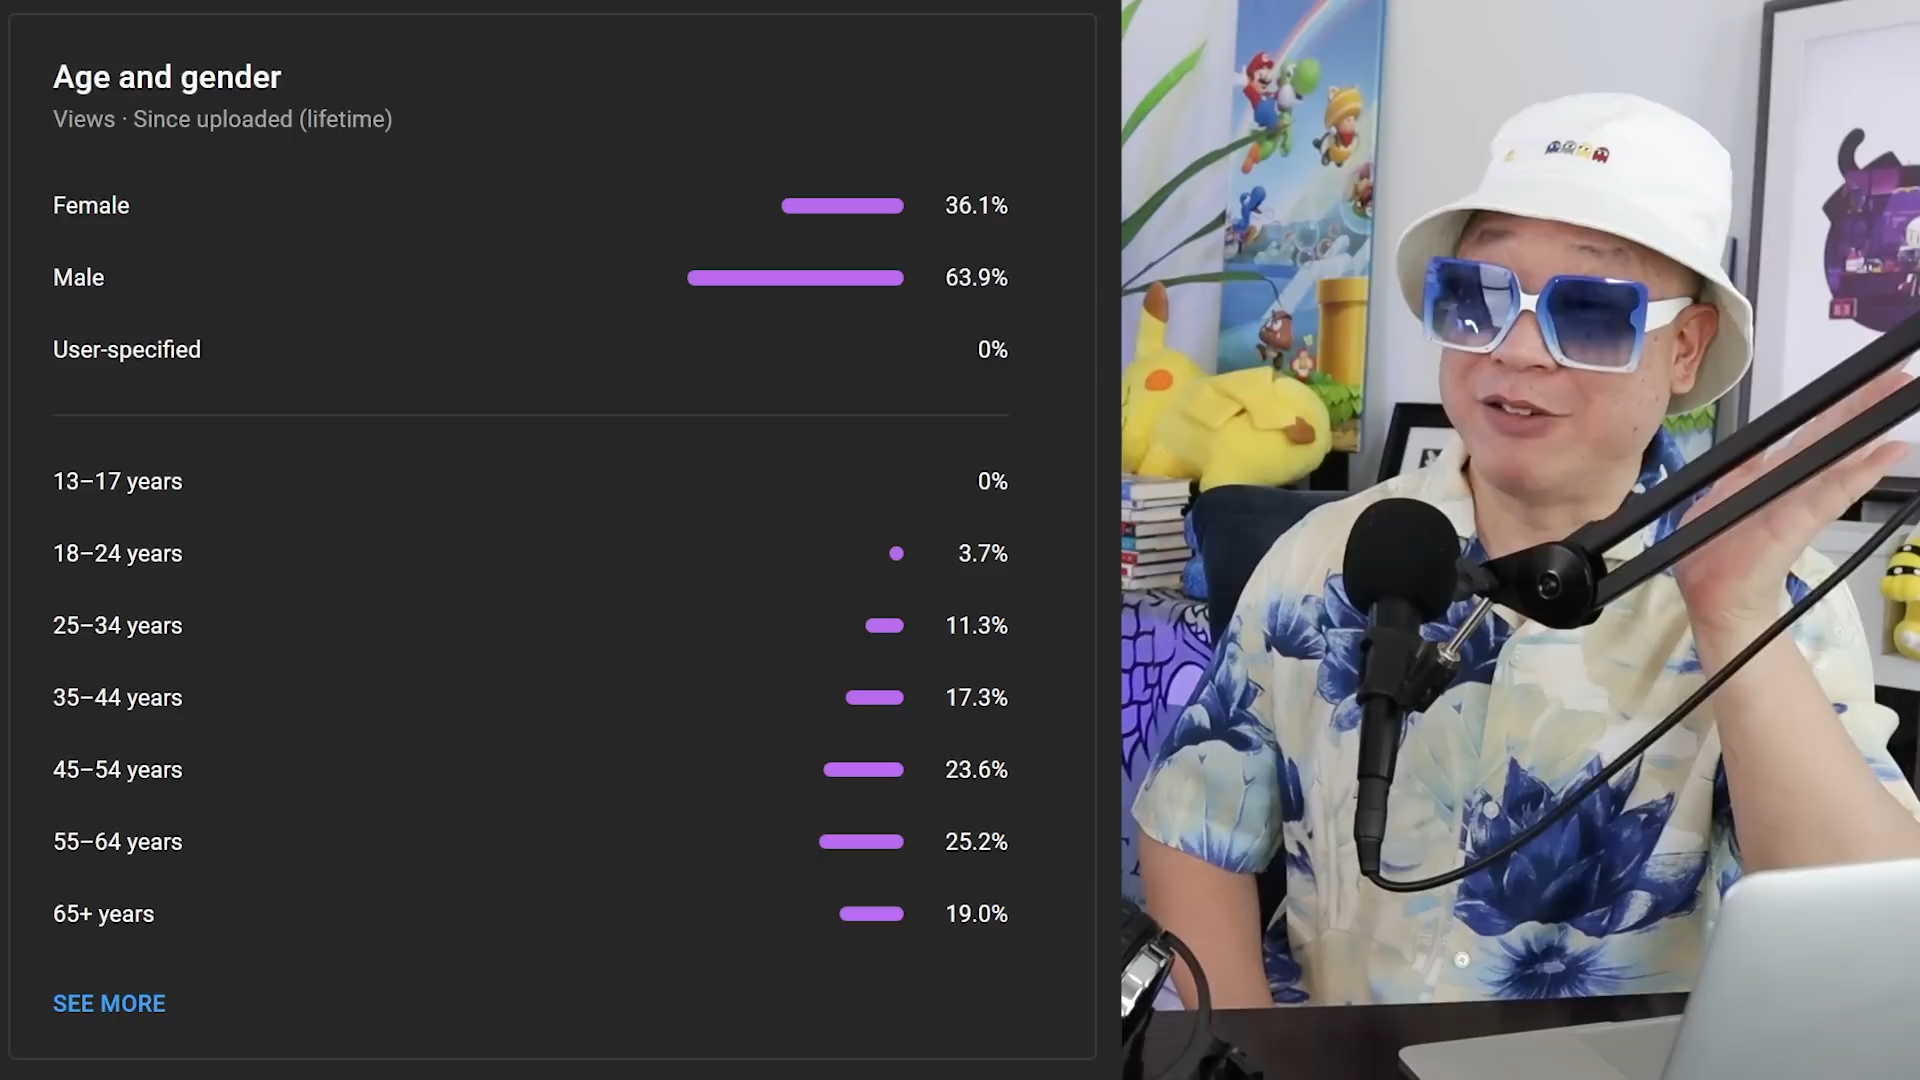 Age and gender
Views · Since uploaded (lifetime)
Female 36.1%
Male 63.9%
User-specified 0%
13–17 years 0%
18–24 years 3.7%
25–34 years 11.3%
35–44 years 17.3%
45–54 years 23.6%
55–64 years 25.2%
65+ years 19.0%
SEE MORE